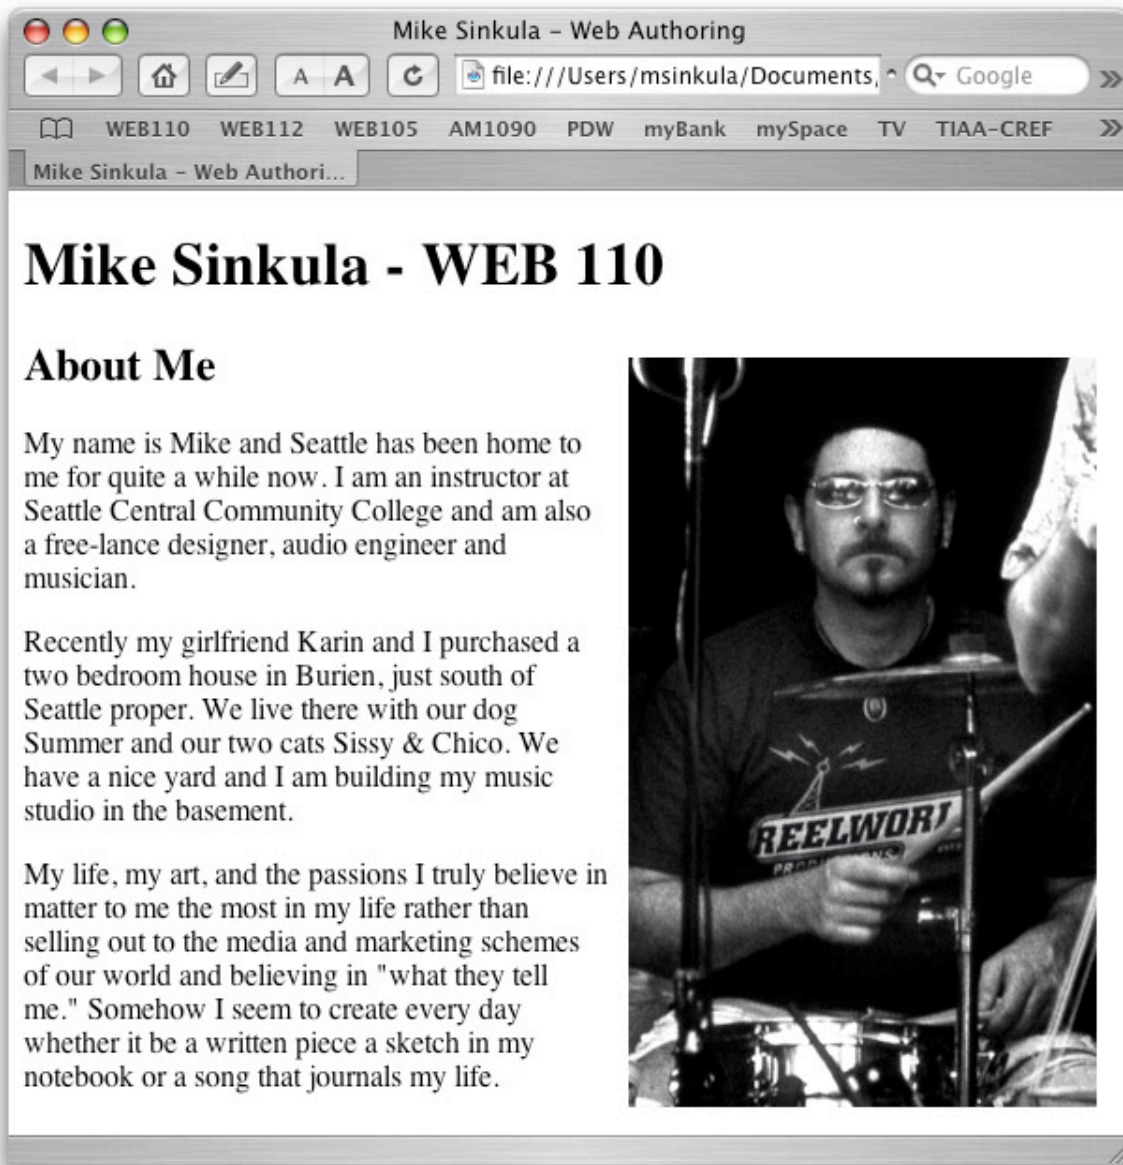 Mike Sinkula – Web Authoring
A A
file:///Users/msinkula/Documents,
Google
WEB110 WEB112 WEB105 AM1090 PDW myBank mySpace TV TIAA-CREF
Mike Sinkula – Web Authori...
Mike Sinkula - WEB 110
About Me
My name is Mike and Seattle has been home to
me for quite a while now. I am an instructor at
Seattle Central Community College and am also
a free-lance designer, audio engineer and
musician.
Recently my girlfriend Karin and I purchased a
two bedroom house in Burien, just south of
Seattle proper. We live there with our dog
Summer and our two cats Sissy & Chico. We
have a nice yard and I am building my music
studio in the basement.
My life, my art, and the passions I truly believe in
matter to me the most in my life rather than
selling out to the media and marketing schemes
of our world and believing in "what they tell
me." Somehow I seem to create every day
whether it be a written piece a sketch in my
notebook or a song that journals my life.
REELWOR